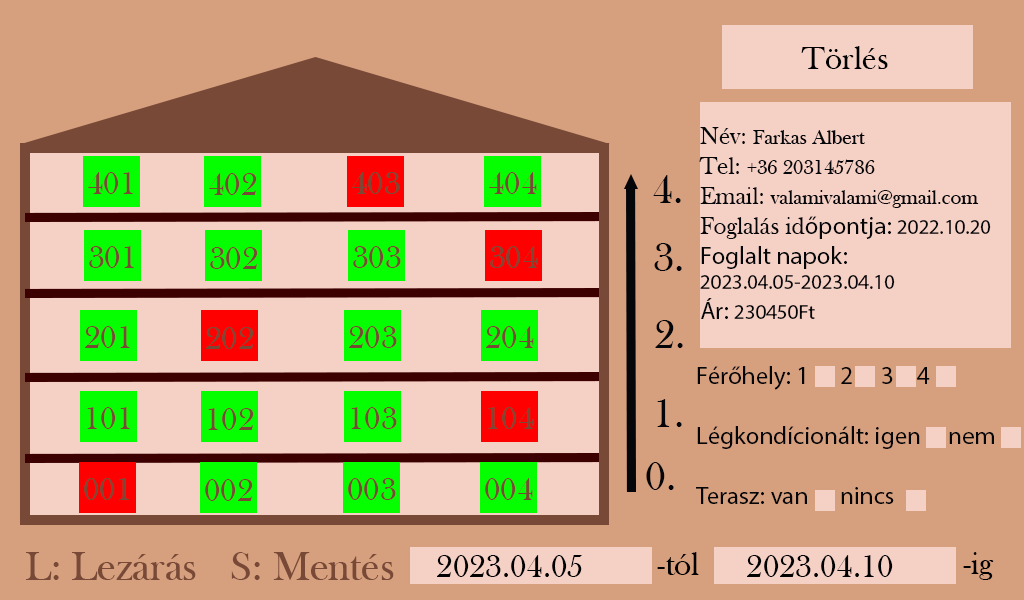 Törlés
Név: Farkas Albert
Tel: +36 203145786
Email: valamivalami@gmail.com
Foglalás időpontja: 2022.10.20
Foglalt napok:
2023.04.05-2023.04.10
Ár: 230450Ft
401 402 403 404 4.
301 302 303 304 3.
201 202 203 204 2.
101 102 103 104 1.
001 002 003 004 0.
Férőhely: 1 2 3 4
Légkondícionált: igen nem
Terasz: van nincs
L: Lezárás S: Mentés 2023.04.05 -tól 2023.04.10 -ig